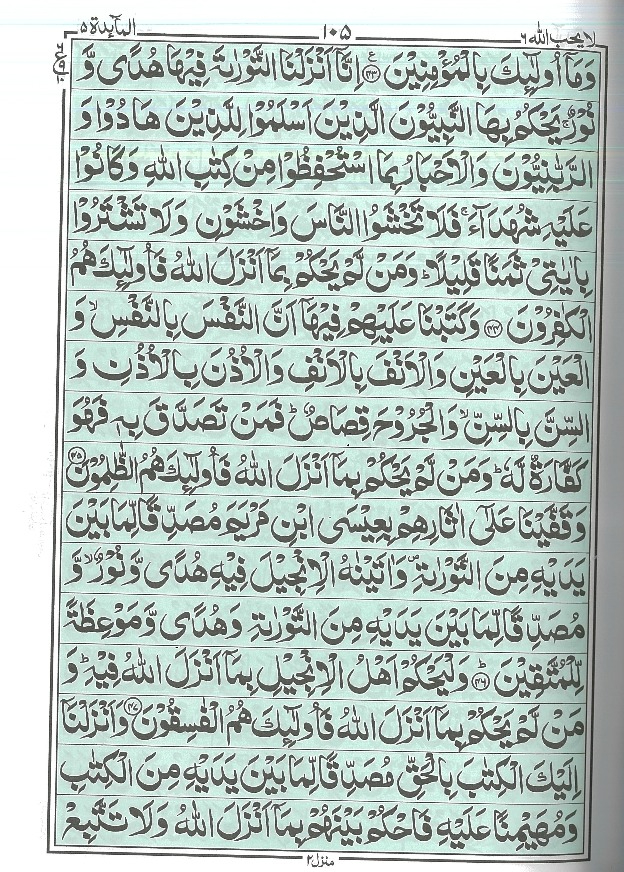 لا يحب الله ٦ ١٠٥ المآئدة ٥
وَمَآ اُولٰٓئِكَ بِالْمُؤْمِنِيْنَ ﴿٤٣﴾ اِنَّاۤ اَنْزَلْنَا التَّوْرٰىةَ فِيْهَا هُدًى وَّ
نُوْرٌ ۚ يَحْكُمُ بِهَا النَّبِيُّوْنَ الَّذِيْنَ اَسْلَمُوْا لِلَّذِيْنَ هَادُوْا وَ
الرَّبّٰنِيُّوْنَ وَالْاَحْبَارُ بِمَا اسْتُحْفِظُوْا مِنْ كِتٰبِ اللّٰهِ وَكَانُوْا
عَلَيْهِ شُهَدَآءَ ۚ فَلَا تَخْشَوُا النَّاسَ وَاخْشَوْنِ وَلَا تَشْتَرُوْا
بِاٰيٰتِيْ ثَمَنًا قَلِيْلًا ؕ وَمَنْ لَّمْ يَحْكُمْ بِمَآ اَنْزَلَ اللّٰهُ فَاُولٰٓئِكَ هُمُ
الْكٰفِرُوْنَ ﴿٤٤﴾ وَكَتَبْنَا عَلَيْهِمْ فِيْهَآ اَنَّ النَّفْسَ بِالنَّفْسِ ۙ وَ
الْعَيْنَ بِالْعَيْنِ وَالْاَنْفَ بِالْاَنْفِ وَالْاُذُنَ بِالْاُذُنِ وَ
السِّنَّ بِالسِّنِّ ۙ وَالْجُرُوْحَ قِصَاصٌ ؕ فَمَنْ تَصَدَّقَ بِهٖ فَهُوَ
كَفَّارَةٌ لَّهٗ ؕ وَمَنْ لَّمْ يَحْكُمْ بِمَآ اَنْزَلَ اللّٰهُ فَاُولٰٓئِكَ هُمُ الظّٰلِمُوْنَ ﴿٤٥﴾
وَقَفَّيْنَا عَلٰٓى اٰثَارِهِمْ بِعِيْسَى ابْنِ مَرْيَمَ مُصَدِّقًا لِّمَا بَيْنَ
يَدَيْهِ مِنَ التَّوْرٰىةِ ۪ وَاٰتَيْنٰهُ الْاِنْجِيْلَ فِيْهِ هُدًى وَّنُوْرٌ ۙ وَّ
مُصَدِّقًا لِّمَا بَيْنَ يَدَيْهِ مِنَ التَّوْرٰىةِ وَهُدًى وَّمَوْعِظَةً
لِّلْمُتَّقِيْنَ ﴿٤٦﴾ ؕ وَلْيَحْكُمْ اَهْلُ الْاِنْجِيْلِ بِمَآ اَنْزَلَ اللّٰهُ فِيْهِ ؕ وَ
مَنْ لَّمْ يَحْكُمْ بِمَآ اَنْزَلَ اللّٰهُ فَاُولٰٓئِكَ هُمُ الْفٰسِقُوْنَ ﴿٤٧﴾ وَاَنْزَلْنَآ
اِلَيْكَ الْكِتٰبَ بِالْحَقِّ مُصَدِّقًا لِّمَا بَيْنَ يَدَيْهِ مِنَ الْكِتٰبِ
وَمُهَيْمِنًا عَلَيْهِ فَاحْكُمْ بَيْنَهُمْ بِمَآ اَنْزَلَ اللّٰهُ وَلَا تَتَّبِعْ
منزل ٢